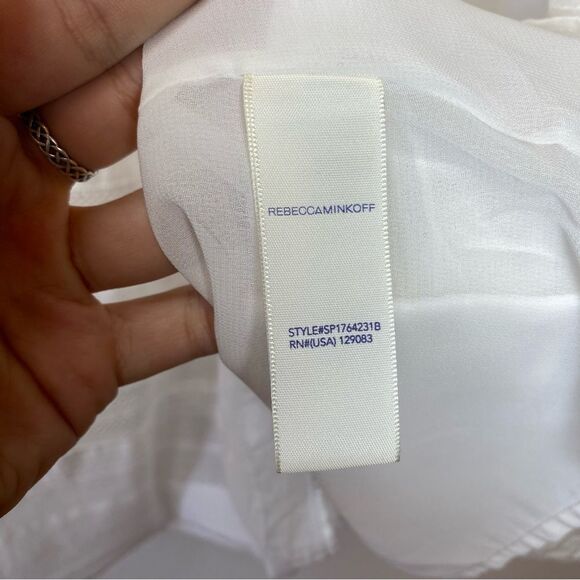 REBECCAMINKOFF
STYLE#SP1764231B
RN#(USA) 129083